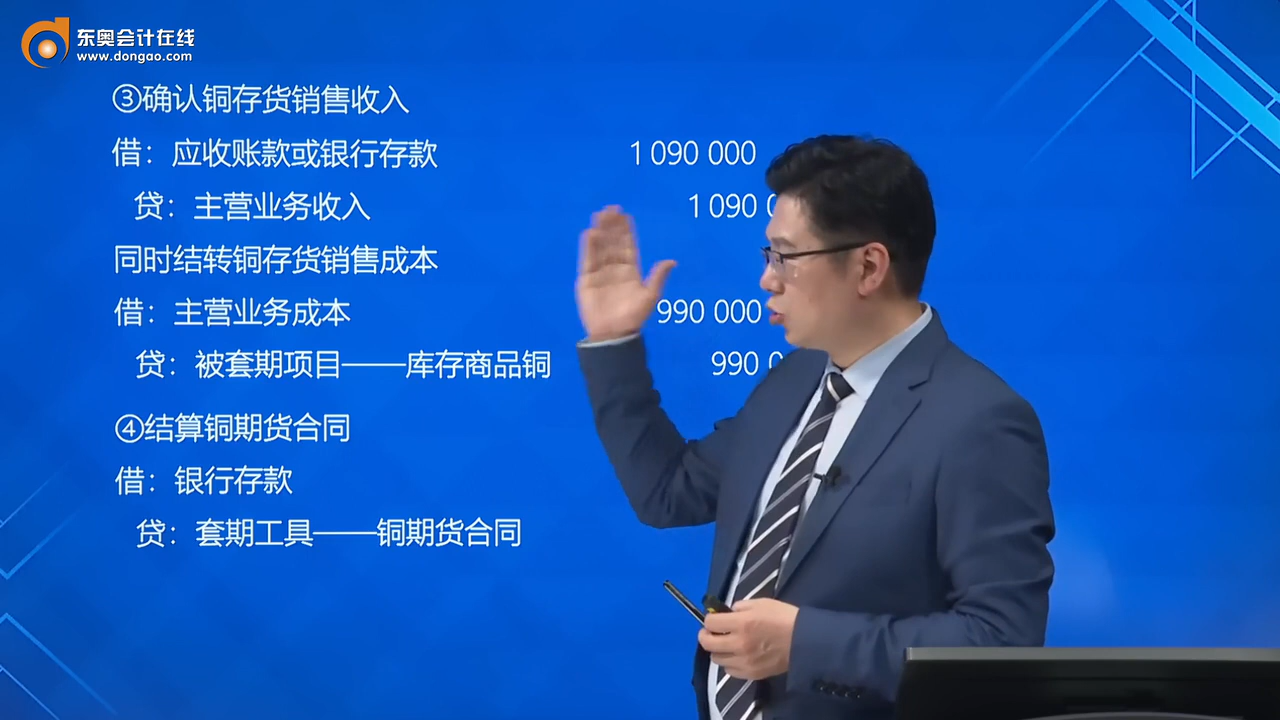 东奥会计在线
www.dongao.com
③确认铜存货销售收入
借：应收账款或银行存款 1 090 000
贷：主营业务收入 1 090
同时结转铜存货销售成本
借：主营业务成本 990 000
贷：被套期项目——库存商品铜 990
④结算铜期货合同
借：银行存款
贷：套期工具——铜期货合同